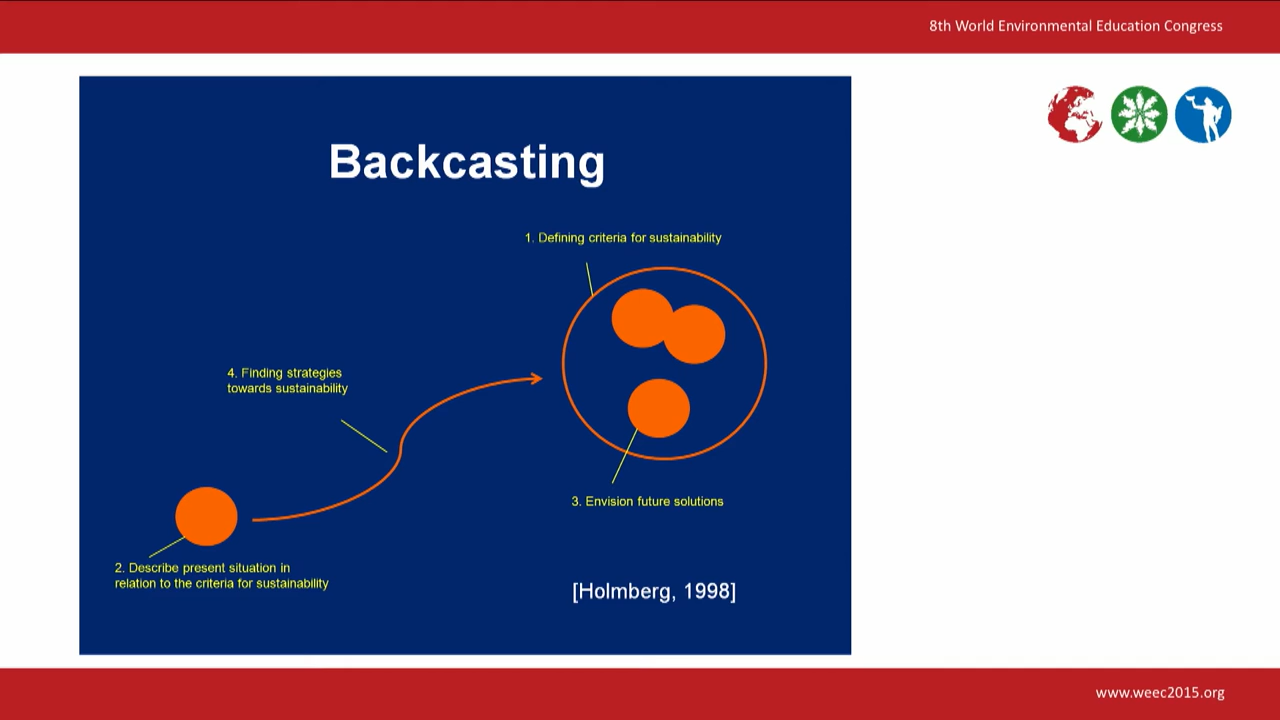 8th World Environmental Education Congress
Backcasting
1. Defining criteria for sustainability
4. Finding strategies
towards sustainability
3. Envision future solutions
2. Describe present situation in
relation to the criteria for sustainability
[Holmberg, 1998]
www.weec2015.org